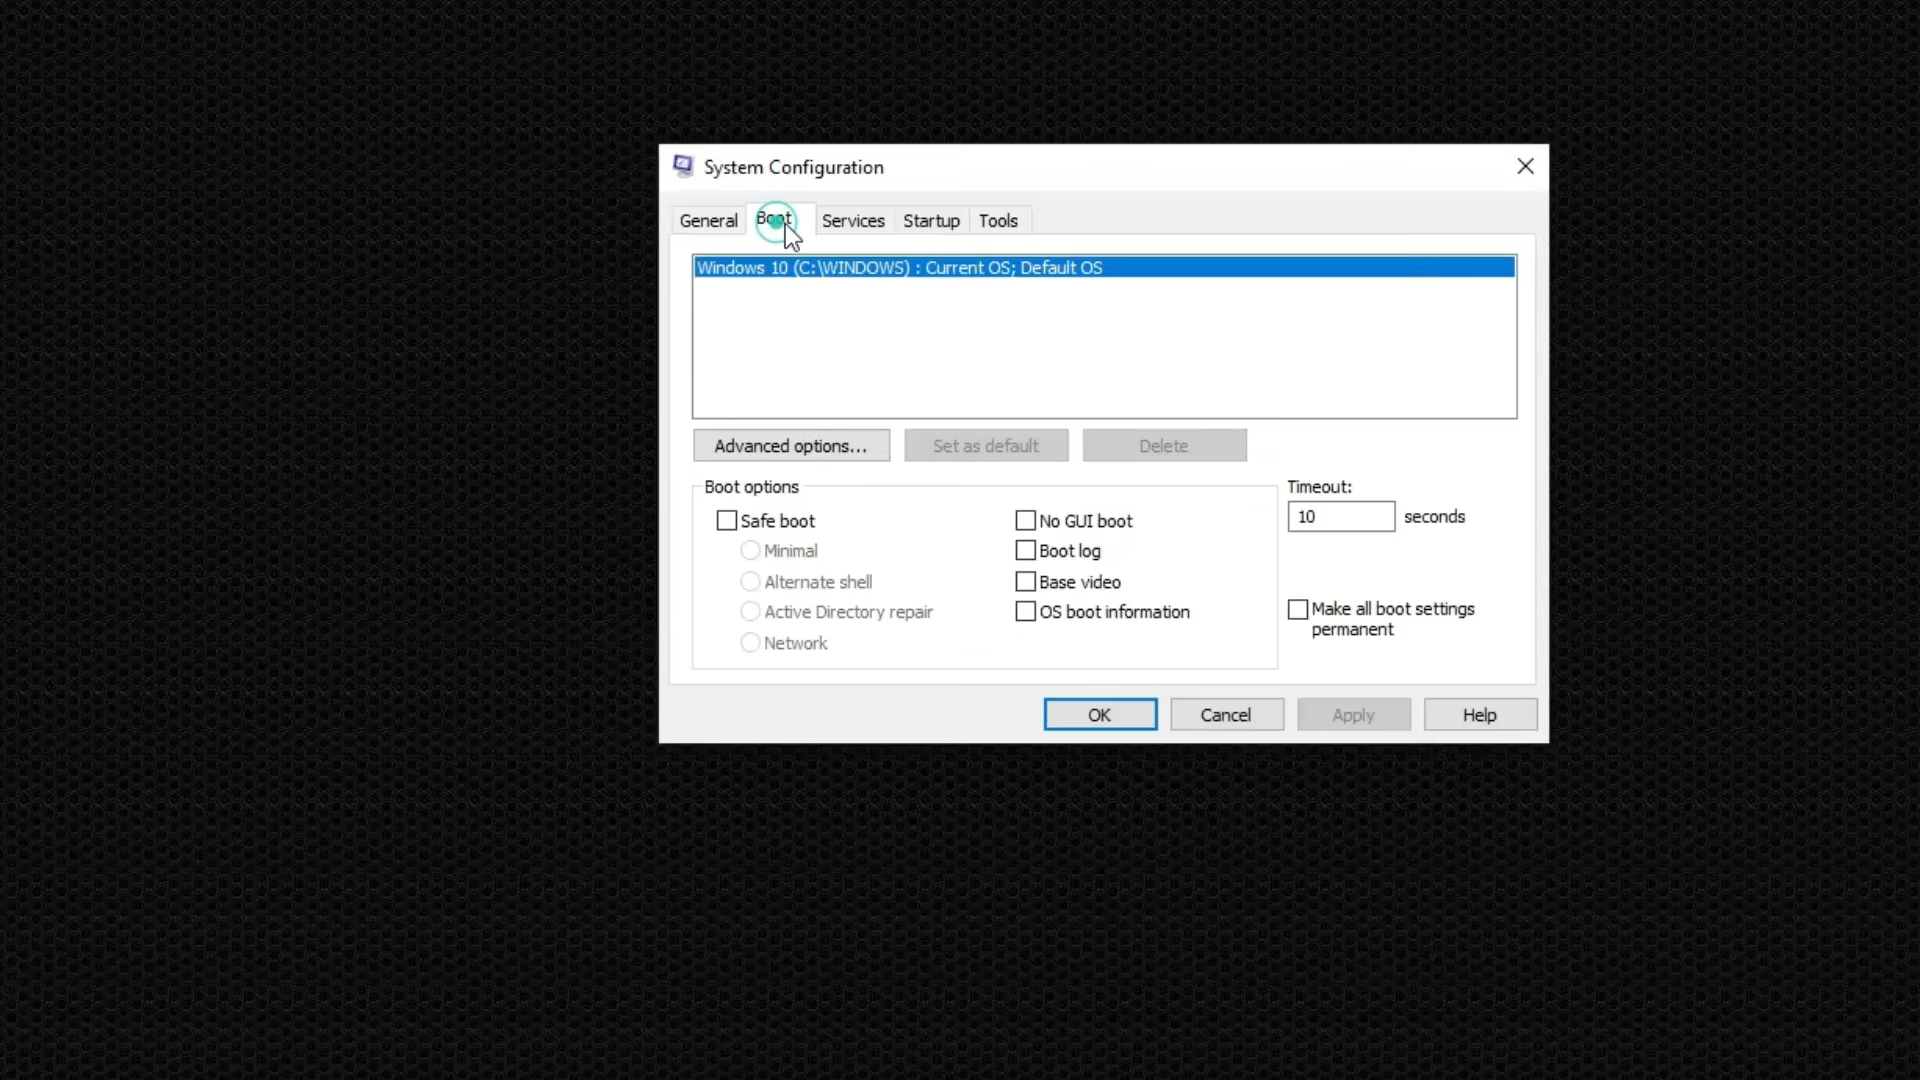 System Configuration
General Boot Services Startup Tools
Windows 10 (C:\WINDOWS) : Current OS; Default OS
Advanced options... Set as default Delete
Boot options
Timeout:
Safe boot
No GUI boot
10 seconds
Minimal
Boot log
Alternate shell
Base video
Active Directory repair
OS boot information
Make all boot settings
permanent
Network
OK Cancel Apply Help